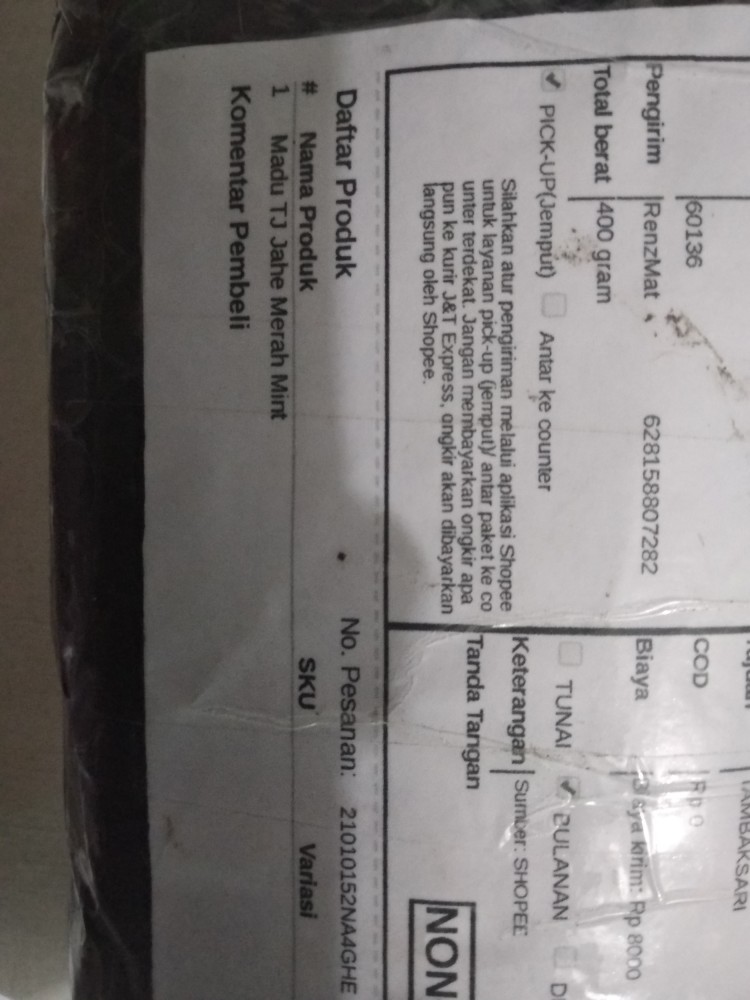 TAMBAKSARI
60136
COD Rp 0
Pengirim RenzMat 628158807282
Biaya Biaya kirim: Rp 8000
Total berat 400 gram
PICK-UP(Jemput) Antar ke counter
TUNAI BULANAN
Silahkan atur pengiriman melalui aplikasi Shopee
untuk layanan pick-up (jemput)/ antar paket ke co
unter terdekat. Jangan membayarkan ongkir apa
pun ke kurir J&T Express, ongkir akan dibayarkan
langsung oleh Shopee.
Keterangan Sumber: SHOPEE
Tanda Tangan
NON
Daftar Produk No. Pesanan: 21010152NA4GHE
# Nama Produk SKU Variasi
1 Madu TJ Jahe Merah Mint
Komentar Pembeli